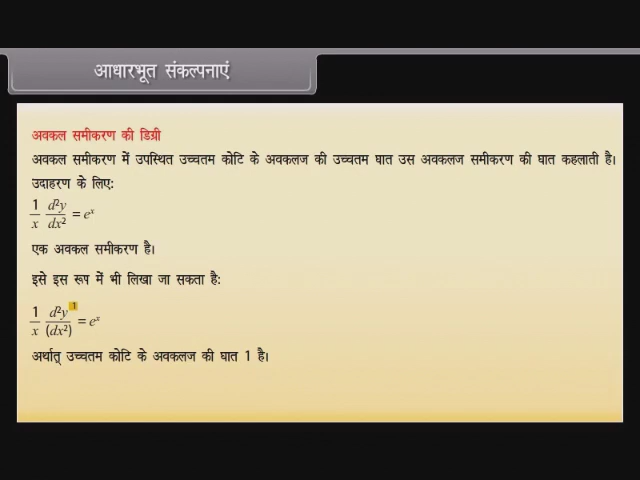 आधारभूत संकल्पनाएं
अवकल समीकरण की डिग्री
अवकल समीकरण में उपस्थित उच्चतम कोटि के अवकलज की उच्चतम घात उस अवकलज समीकरण की घात कहलाती है।
उदाहरण के लिए:
1/x d²y/dx² = eˣ
एक अवकल समीकरण है।
इसे इस रूप में भी लिखा जा सकता है:
1/x d²y¹/(dx²) = eˣ
अर्थात् उच्चतम कोटि के अवकलज की घात 1 है।